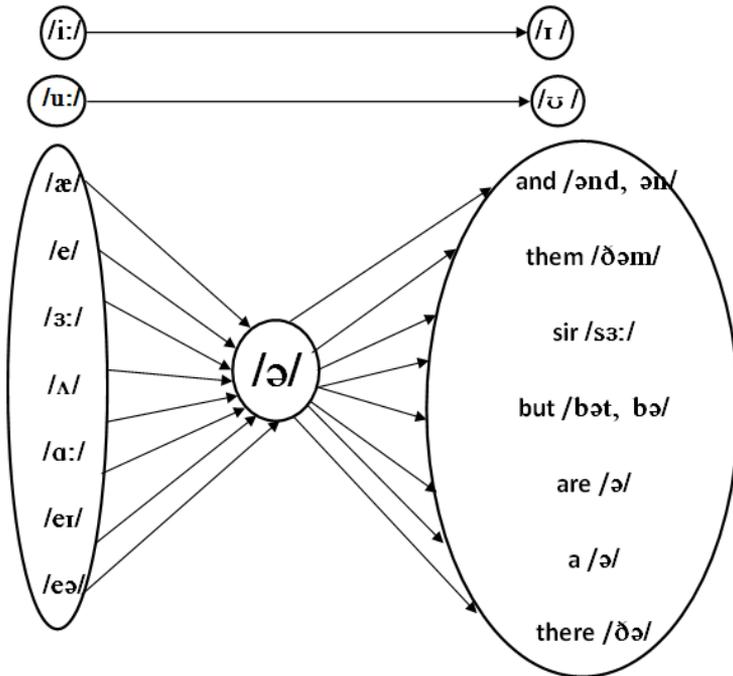 /i:/ /ɪ /
/u:/ /ʊ /
/æ/ and /ənd, ən/
/e/ them /ðəm/
/ɜ:/ sir /sɜ:/
/ə/
/ʌ/ but /bət, bə/
/ɑ:/ are /ə/
/eɪ/ a /ə/
/eə/ there /ðə/